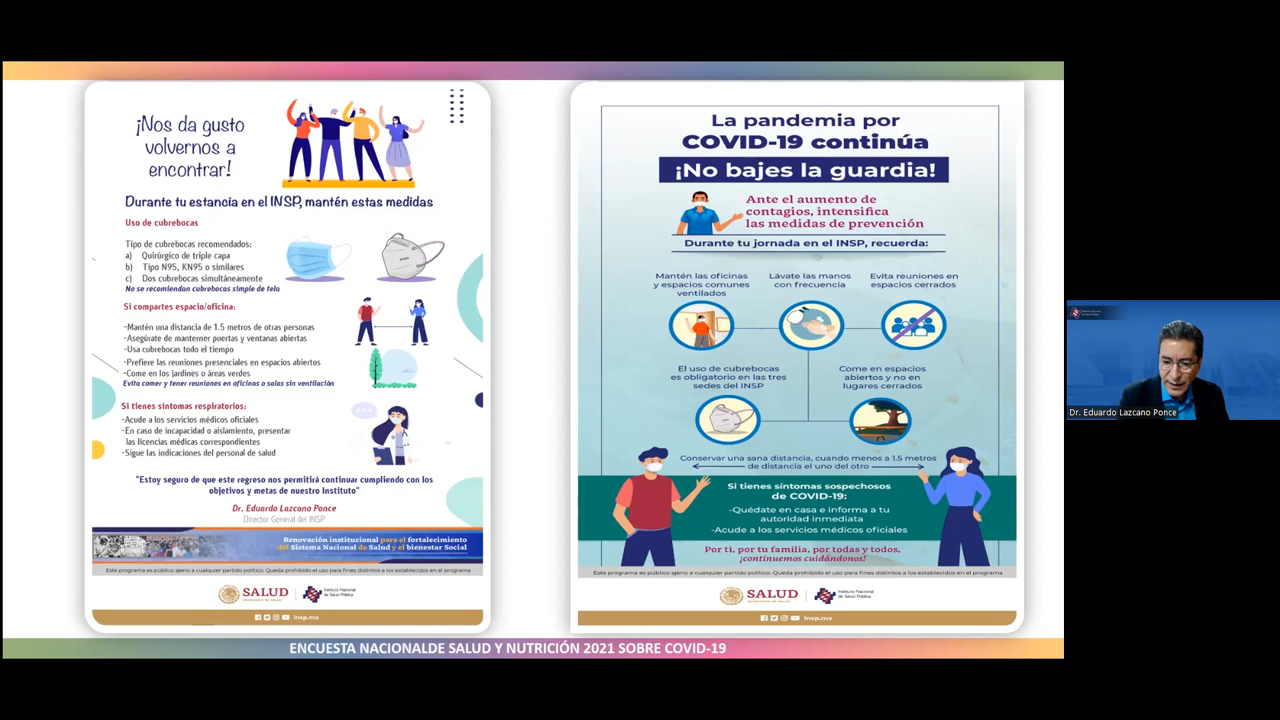 ¡Nos da gusto
volvernos a
encontrar!
Durante tu estancia en el INSP, mantén estas medidas
Uso de cubrebocas
Tipo de cubrebocas recomendados:
a) Quirúrgico de triple capa
b) Tipo N95, KN95 o similares
c) Dos cubrebocas simultáneamente
No se recomiendan cubrebocas simple de tela
Si compartes espacio/oficina:
-Mantén una distancia de 1.5 metros de otras personas
-Asegúrate de mantener puertas y ventanas abiertas
-Usa cubrebocas todo el tiempo
-Prefiere las reuniones presenciales en espacios abiertos
-Come en los jardines o áreas verdes
Evita comer y tener reuniones en oficinas o salas sin ventilación
Si tienes síntomas respiratorios:
-Acude a los servicios médicos oficiales
-En caso de incapacidad o aislamiento, presentar
las licencias médicas correspondientes
-Sigue las indicaciones del personal de salud
"Estoy seguro de que este regreso nos permitirá continuar cumpliendo con los
objetivos y metas de nuestro Instituto"
Dr. Eduardo Lazcano Ponce
Director General del INSP
Renovación institucional para el fortalecimiento
del Sistema Nacional de Salud y el bienestar Social
Este programa es público ajeno a cualquier partido político. Queda prohibido el uso para fines distintos a los establecidos en el programa
SALUD
SECRETARÍA DE SALUD
Instituto Nacional
de Salud Pública
insp.mx
La pandemia por
COVID-19 continúa
¡No bajes la guardia!
Ante el aumento de
contagios, intensifica
las medidas de prevención
Durante tu jornada en el INSP, recuerda:
Mantén las oficinas
y espacios comunes
ventilados
Lávate las manos
con frecuencia
Evita reuniones en
espacios cerrados
El uso de cubrebocas
es obligatorio en las tres
sedes del INSP
Come en espacios
abiertos y no en
lugares cerrados
Conservar una sana distancia, cuando menos a 1.5 metros
de distancia el uno del otro
Si tienes síntomas sospechosos
de COVID-19:
-Quédate en casa e informa a tu
autoridad inmediata
-Acude a los servicios médicos oficiales
Por ti, por tu familia, por todas y todos,
¡continuemos cuidándonos!
Este programa es público ajeno a cualquier partido político. Queda prohibido el uso para fines distintos a los establecidos en el programa
SALUD
SECRETARÍA DE SALUD
Instituto Nacional
de Salud Pública
insp.mx
ENCUESTA NACIONALDE SALUD Y NUTRICIÓN 2021 SOBRE COVID-19
Dr. Eduardo Lazcano Ponce